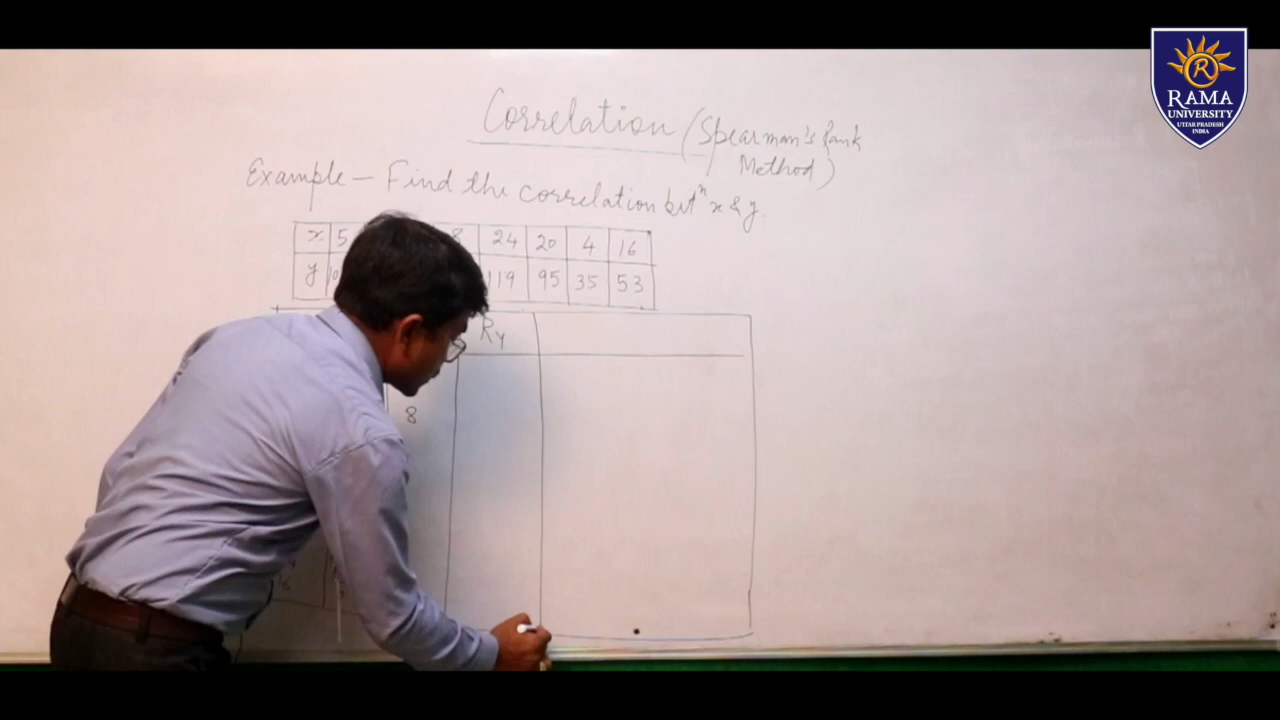 Correlation (Spearman's Rank
Method)
Example – Find the correlation betⁿ x & y.
x 5 8 24 20 4 16
y 119 95 35 53
Ry
8
16
R
RAMA
UNIVERSITY
UTTAR PRADESH
INDIA